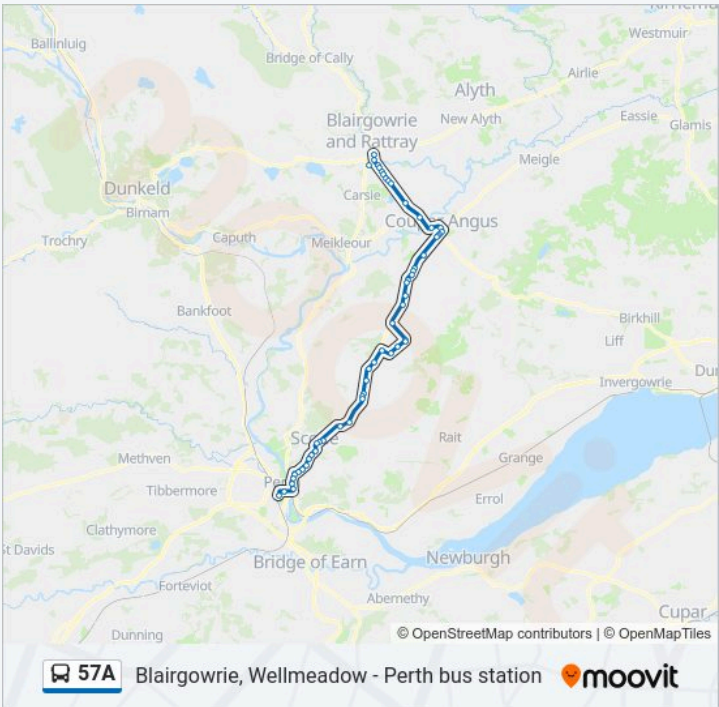 Kirriemuir
Westmuir
Ballinluig
Bridge of Cally
Airlie
Alyth
Blairgowrie
and Rattray
New Alyth
Eassie
Glamis
Meigle
Dunkeld
Carsie
Birnam
Coupar Angus
Trochry
Caputh
Meikleour
Bankfoot
Birkhill
Liff
Invergowrie
Scone
Rait
Methven
Grange
Perth
Tibbermore
Errol
Clathymore
St Davids
Bridge of Earn
Newburgh
Forteviot
Abernethy
Cupar
Dunning
© OpenStreetMap contributors | © OpenMapTiles
57A Blairgowrie, Wellmeadow - Perth bus station moovit